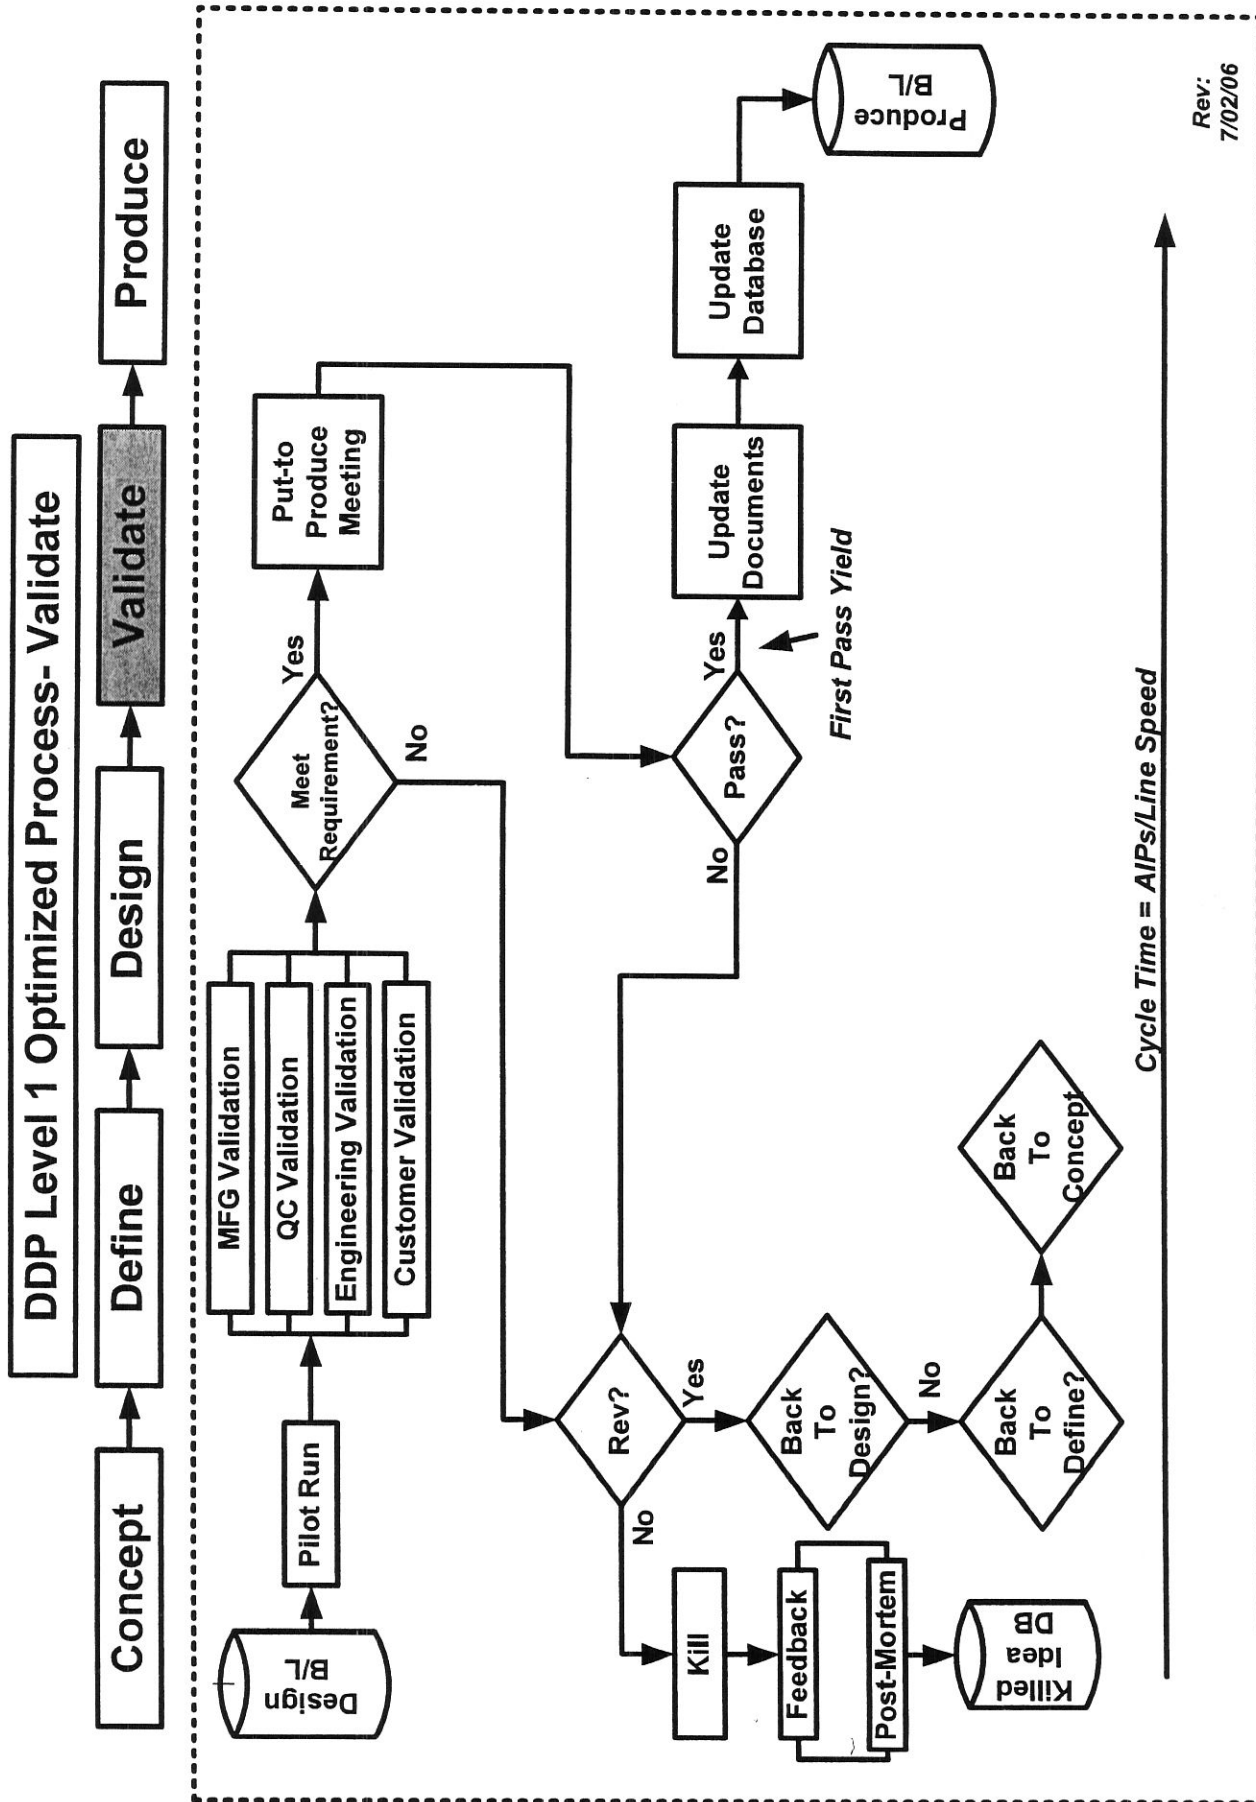 DDP Level 1 Optimized Process- Validate
Concept
Define
Design
Validate
Produce
Design
B/L
Pilot Run
MFG Validation
QC Validation
Engineering Validation
Customer Validation
Meet
Requirement?
Yes
No
Put-to
Produce
Meeting
Rev?
No
Yes
Pass?
No
Yes
First Pass Yield
Update
Documents
Update
Database
Produce
B/L
Kill
Feedback
Post-Mortem
Killed
Idea
DB
Back
To
Design?
No
Back
To
Define?
Back
To
Concept
Cycle Time = AIPs/Line Speed
Rev:
7/02/06